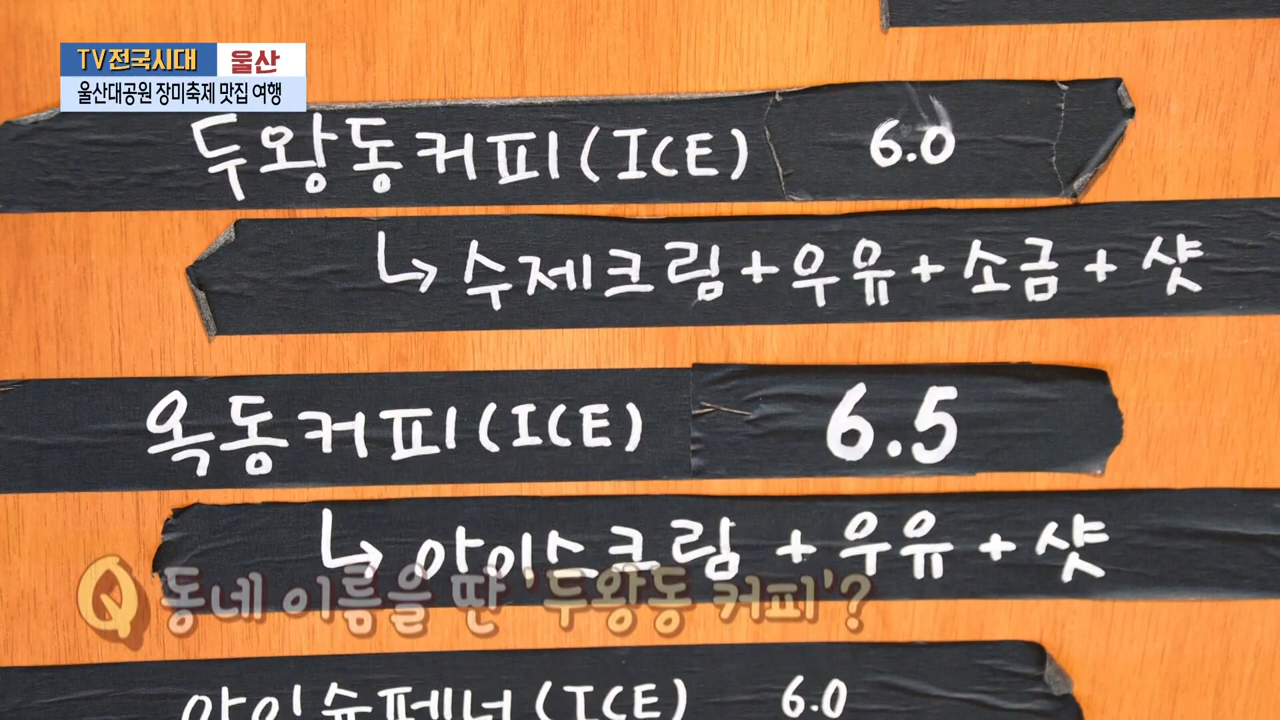 TV전국시대 울산
울산대공원 장미축제 맛집 여행
두왕동커피(ICE) 6.0
↳수제크림+우유+소금+샷
옥동커피(ICE) 6.5
↳아이스크림+우유+샷
Q 동네 이름을 딴 '두왕동 커피'?
아인슈페너(ICE) 6.0